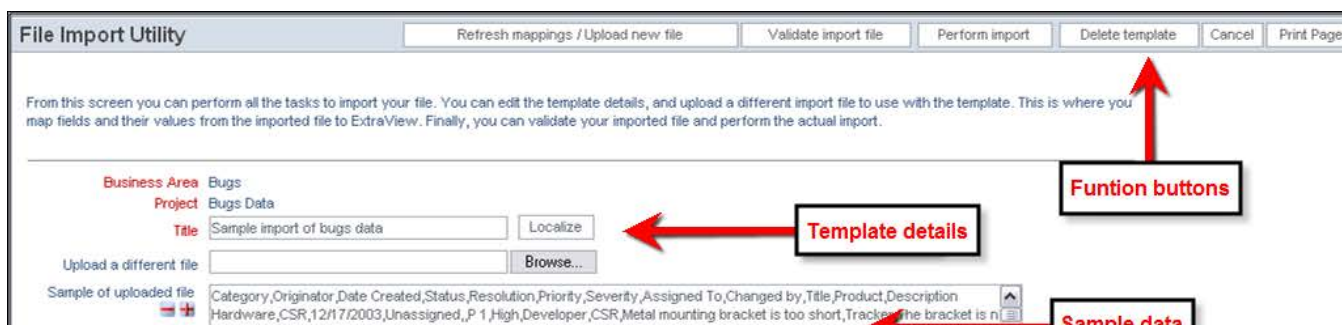 File Import Utility
Refresh mappings / Upload new file
Validate import file
Perform import
Delete template
Cancel
Print Page
From this screen you can perform all the tasks to import your file. You can edit the template details, and upload a different import file to use with the template. This is where you
map fields and their values from the imported file to ExtraView. Finally, you can validate your imported file and perform the actual import.
Funtion buttons
Business Area Bugs
Project Bugs Data
Title Sample import of bugs data Localize
Template details
Upload a different file Browse...
Sample of uploaded file
Category,Originator,Date Created,Status,Resolution,Priority,Severity,Assigned To,Changed by,Title,Product,Description
Hardware,CSR,12/17/2003,Unassigned,,P 1,High,Developer,CSR,Metal mounting bracket is too short,Tracker,The bracket is n
Sample data